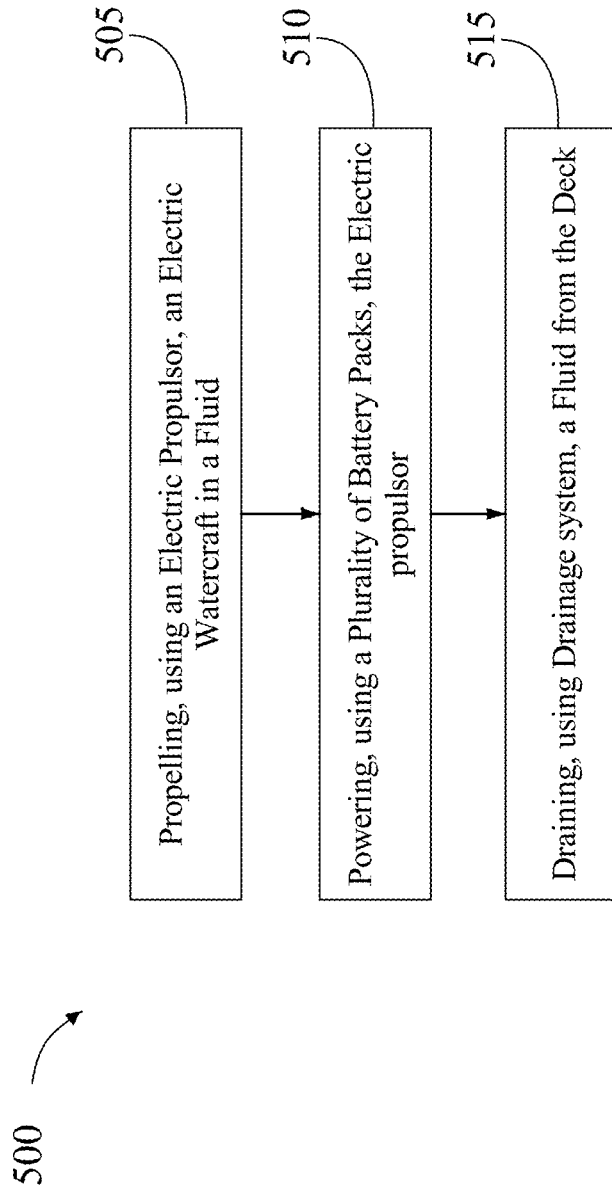 500
505
Propelling, using an Electric Propulsor, an Electric
Watercraft in a Fluid
510
Powering, using a Plurality of Battery Packs, the Electric
propulsor
515
Draining, using Drainage system, a Fluid from the Deck